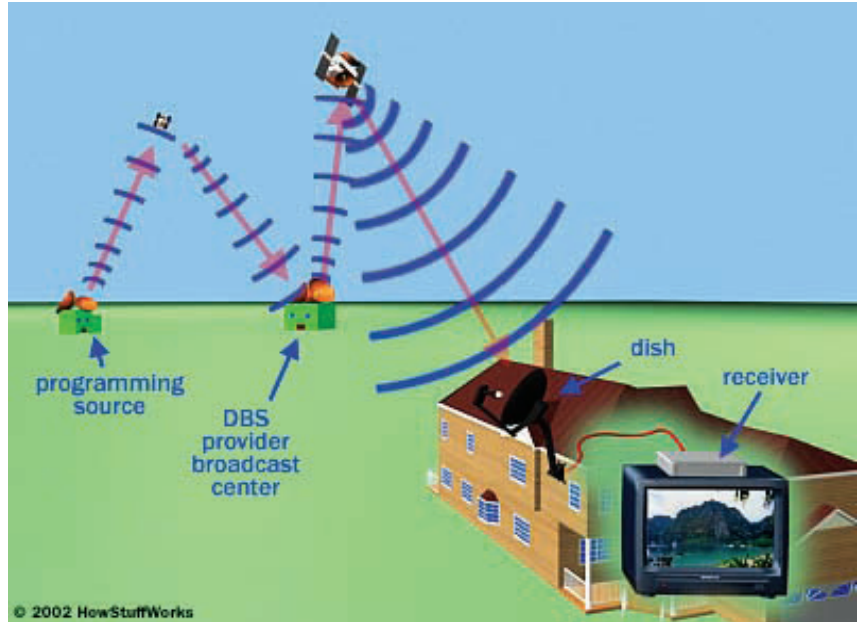 programming
source
DBS
provider
broadcast
center
dish
receiver
© 2002 HowStuffWorks